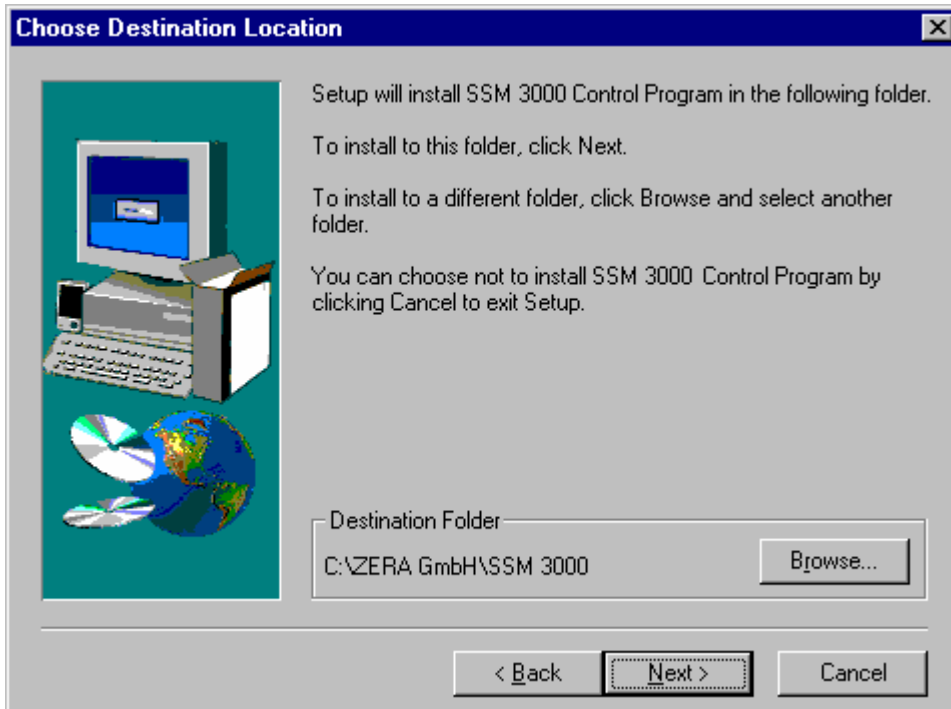 Choose Destination Location
Setup will install SSM 3000 Control Program in the following folder.
To install to this folder, click Next.
To install to a different folder, click Browse and select another
folder.
You can choose not to install SSM 3000 Control Program by
clicking Cancel to exit Setup.
Destination Folder
C:\ZERA GmbH\SSM 3000
Browse...
< Back
Next >
Cancel